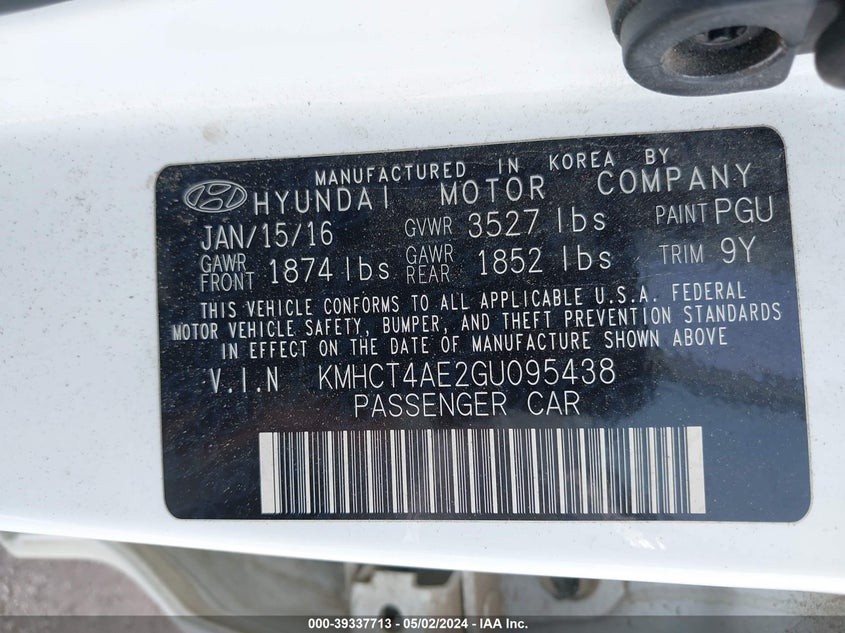 MANUFACTURED IN KOREA BY
HYUNDAI MOTOR COMPANY
JAN/15/16 GVWR 3527 lbs PAINT PGU
GAWR FRONT 1874 lbs GAWR REAR 1852 lbs TRIM 9Y
THIS VEHICLE CONFORMS TO ALL APPLICABLE U.S.A. FEDERAL
MOTOR VEHICLE SAFETY, BUMPER, AND THEFT PREVENTION STANDARDS
IN EFFECT ON THE DATE OF MANUFACTURE SHOWN ABOVE
V.I.N KMHCT4AE2GU095438
PASSENGER CAR
000-39337713 - 05/02/2024 - IAA Inc.